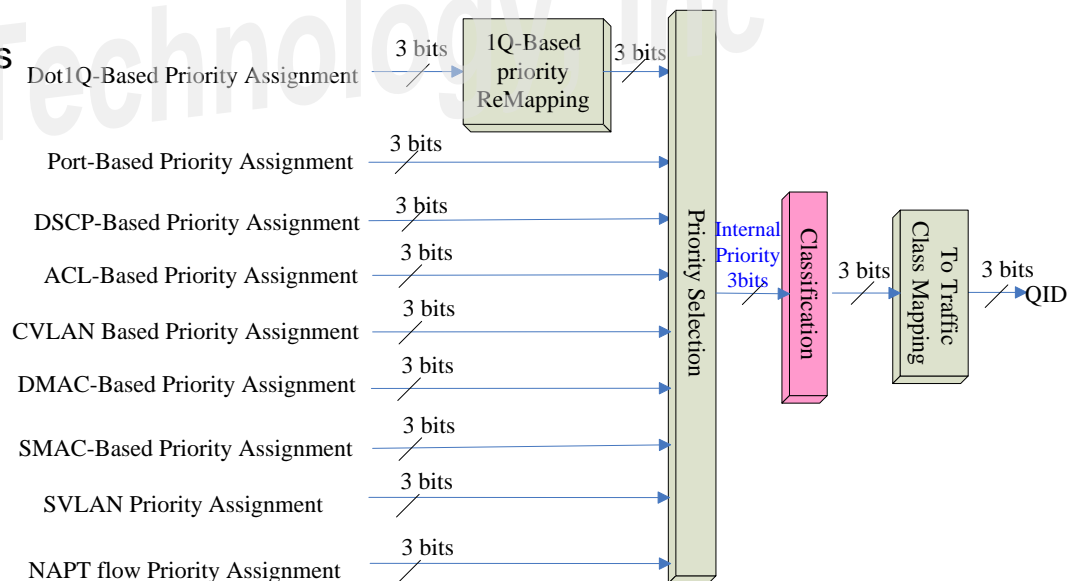 Technology, Inc
s
Dot1Q-Based Priority Assignment
3 bits
1Q-Based
priority
ReMapping
3 bits
Port-Based Priority Assignment
3 bits
DSCP-Based Priority Assignment
3 bits
ACL-Based Priority Assignment
3 bits
CVLAN Based Priority Assignment
3 bits
DMAC-Based Priority Assignment
3 bits
SMAC-Based Priority Assignment
3 bits
SVLAN Priority Assignment
3 bits
NAPT flow Priority Assignment
3 bits
Priority Selection
Internal
Priority
3bits
Classification
3 bits
To Traffic
Class Mapping
3 bits
QID